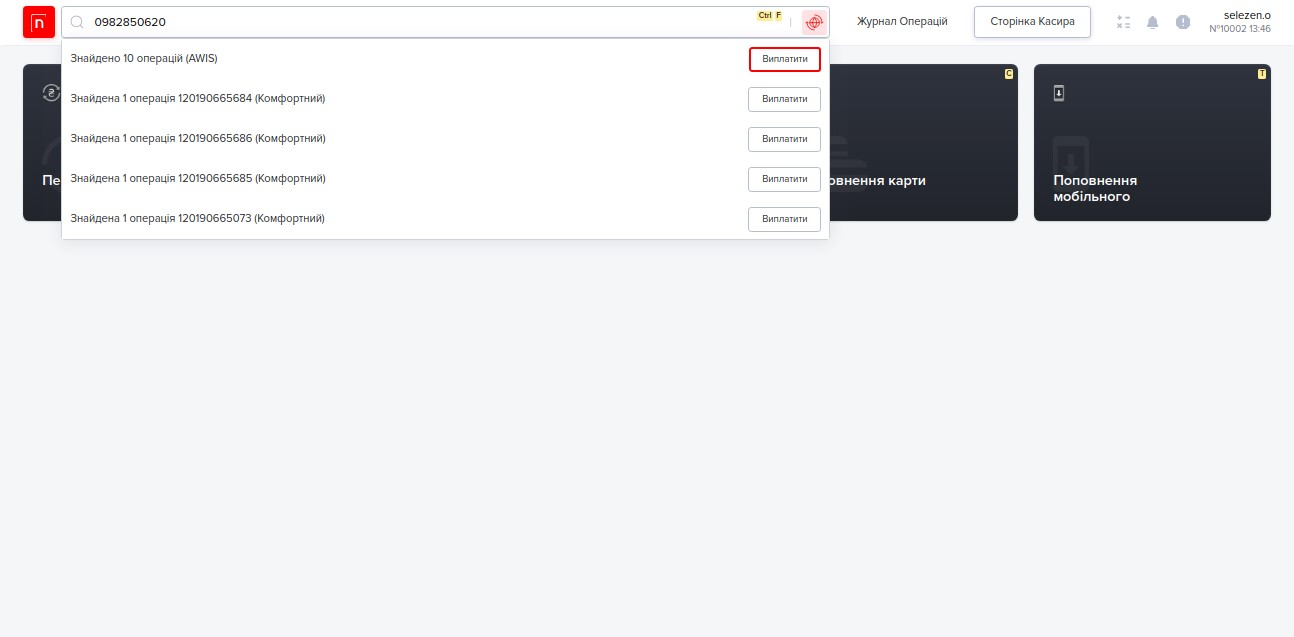 п
0982850620
Ctrl F
Журнал Операцій
Сторінка Касира
selezen.o
№10002 13:46
Знайдено 10 операцій (AWIS)
Виплатити
Знайдена 1 операція 120190665684 (Комфортний)
Виплатити
Знайдена 1 операція 120190665686 (Комфортний)
Виплатити
Знайдена 1 операція 120190665685 (Комфортний)
Виплатити
Знайдена 1 операція 120190665073 (Комфортний)
Виплатити
Пе
овнення карти
C
Поповнення
мобільного
T